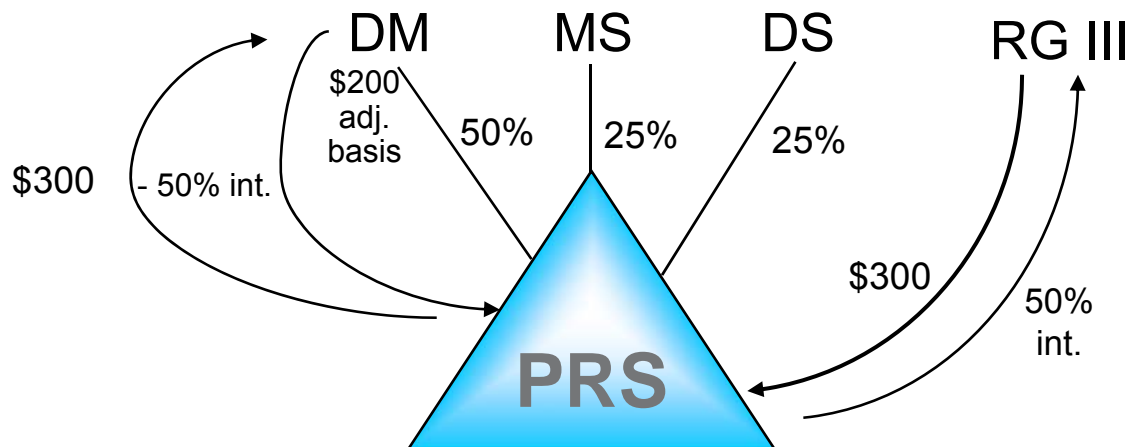 DM
MS
DS
RG III
$200
adj.
basis
50%
25%
25%
$300
- 50% int.
$300
50%
int.
PRS